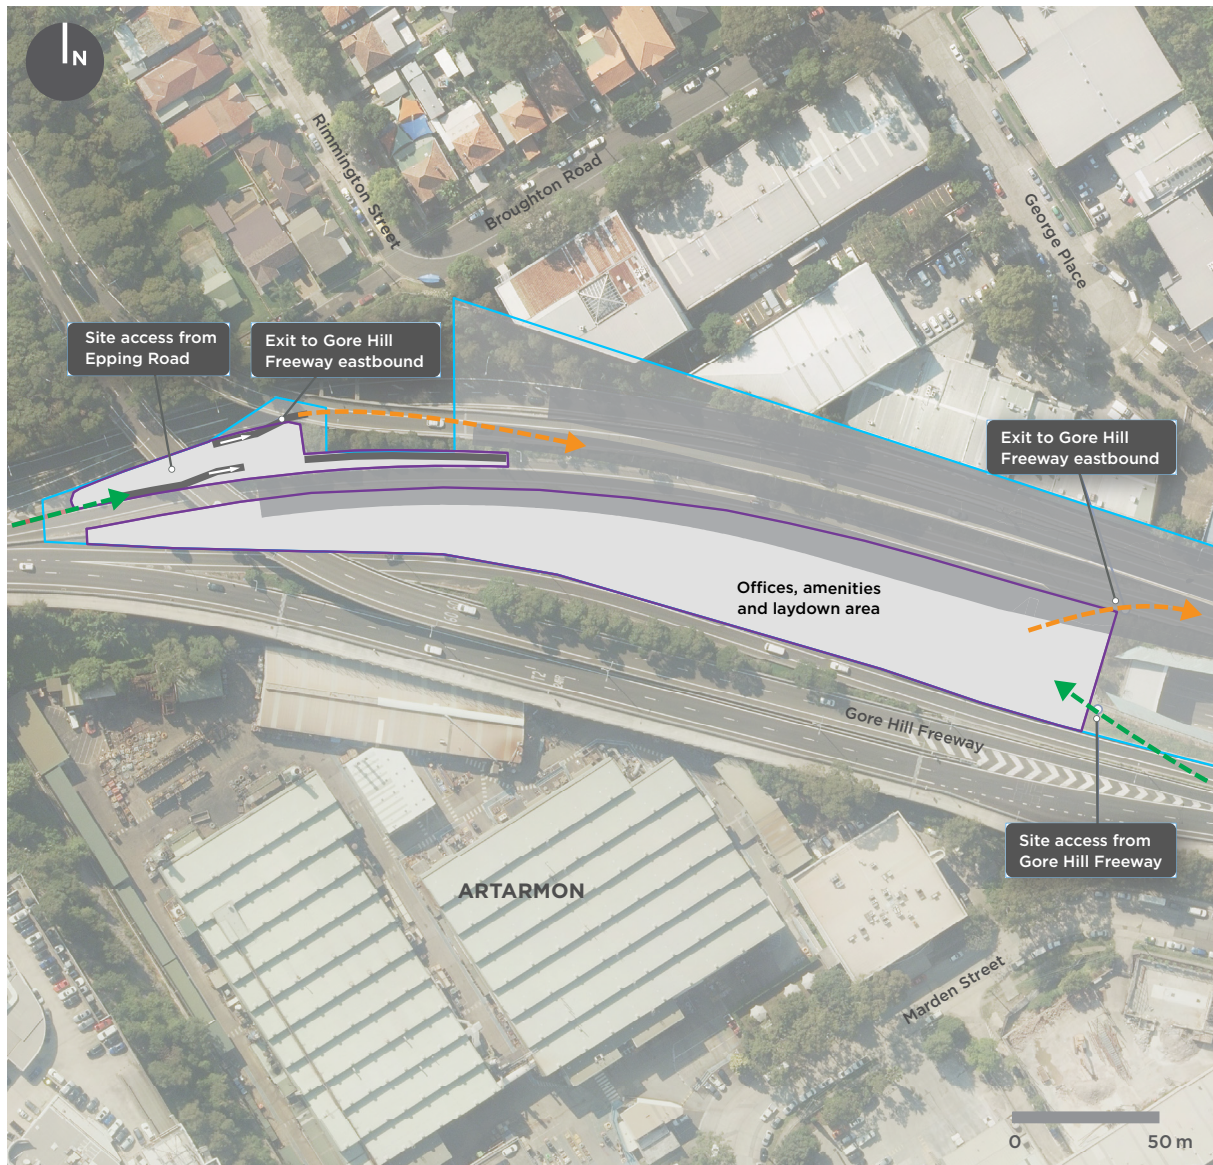 N
Rimmington Street
Broughton Road
George Place
Site access from
Epping Road
Exit to Gore Hill
Freeway eastbound
Exit to Gore Hill
Freeway eastbound
Offices, amenities
and laydown area
Gore Hill Freeway
Site access from
Gore Hill Freeway
ARTARMON
Marden Street
0 50 m